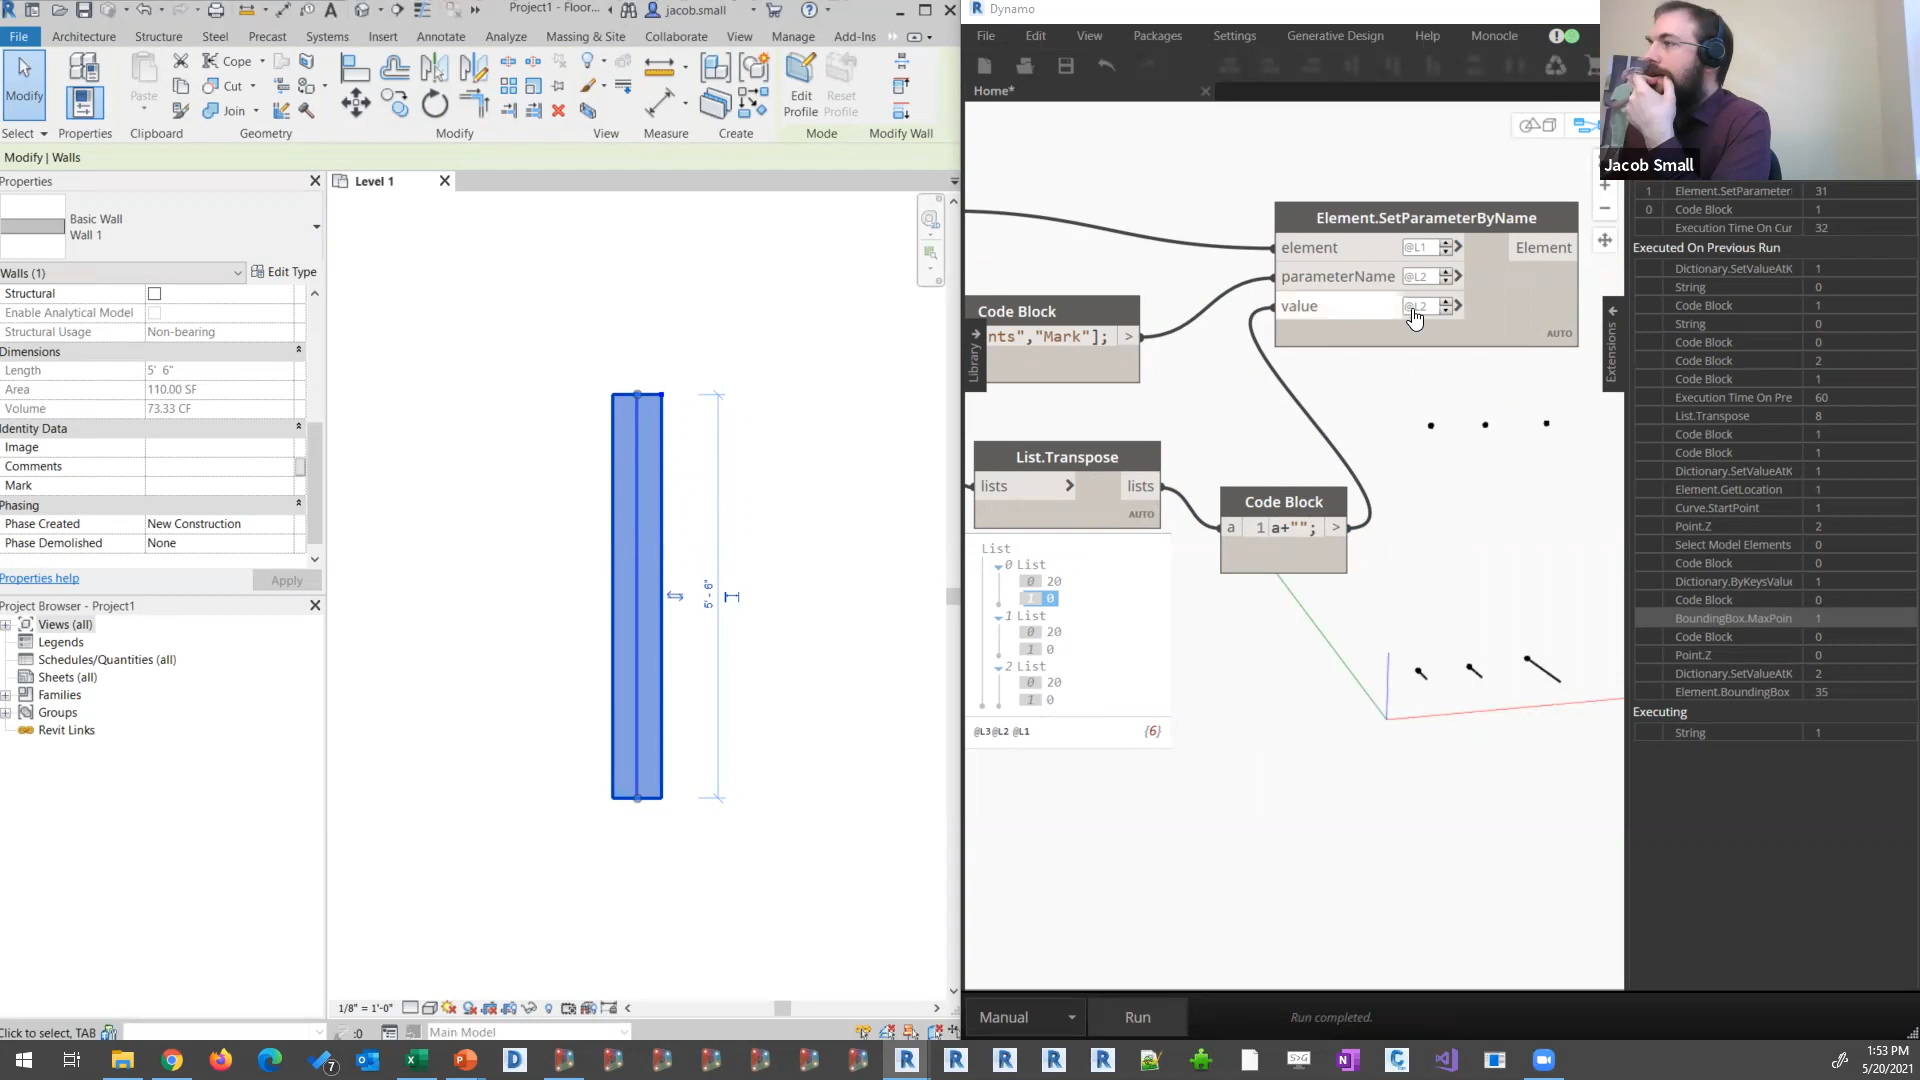 Project1 - Floor...
jacob.small
File
Architecture
Structure
Steel
Precast
Systems
Insert
Annotate
Analyze
Massing & Site
Collaborate
View
Manage
Add-Ins
Modify
Paste
Cope
Cut
Join
Edit
Profile
Reset
Profile
Select
Properties
Clipboard
Geometry
Modify
View
Measure
Create
Mode
Modify Wall
Modify | Walls
Properties
Basic Wall
Wall 1
Walls (1)
Edit Type
Structural
Enable Analytical Model
Structural Usage Non-bearing
Dimensions
Length 5' 6"
Area 110.00 SF
Volume 73.33 CF
Identity Data
Image
Comments
Mark
Phasing
Phase Created New Construction
Phase Demolished None
Properties help
Apply
Project Browser - Project1
Views (all)
Legends
Schedules/Quantities (all)
Sheets (all)
Families
Groups
Revit Links
Level 1
5' - 6"
1/8" = 1'-0"
Click to select, TAB
:0
Main Model
Dynamo
File
Edit
View
Packages
Settings
Generative Design
Help
Monocle
Home*
Library
Element.SetParameterByName
element @L1
parameterName @L2
value @L2
Element
AUTO
Code Block
nts","Mark"]; >
List.Transpose
lists >
lists
AUTO
Code Block
a 1 a+""; >
List
0 List
0 20
1 0
1 List
0 20
1 0
2 List
0 20
1 0
@L3 @L2 @L1 {6}
Extensions
Manual
Run
Run completed.
Jacob Small
1 Element.SetParameter 31
0 Code Block 1
Execution Time On Cur 32
Executed On Previous Run
Dictionary.SetValueAtK 1
String 0
Code Block 1
String 0
Code Block 0
Code Block 2
Code Block 1
Execution Time On Pre 60
List.Transpose 8
Code Block 1
Code Block 1
Dictionary.SetValueAtK 1
Element.GetLocation 1
Curve.StartPoint 1
Point.Z 2
Select Model Elements 0
Code Block 0
Dictionary.ByKeysValu 1
Code Block 0
BoundingBox.MaxPoin 1
Code Block 0
Point.Z 0
Dictionary.SetValueAtK 2
Element.BoundingBox 35
Executing
String 1
7
1:53 PM
5/20/2021